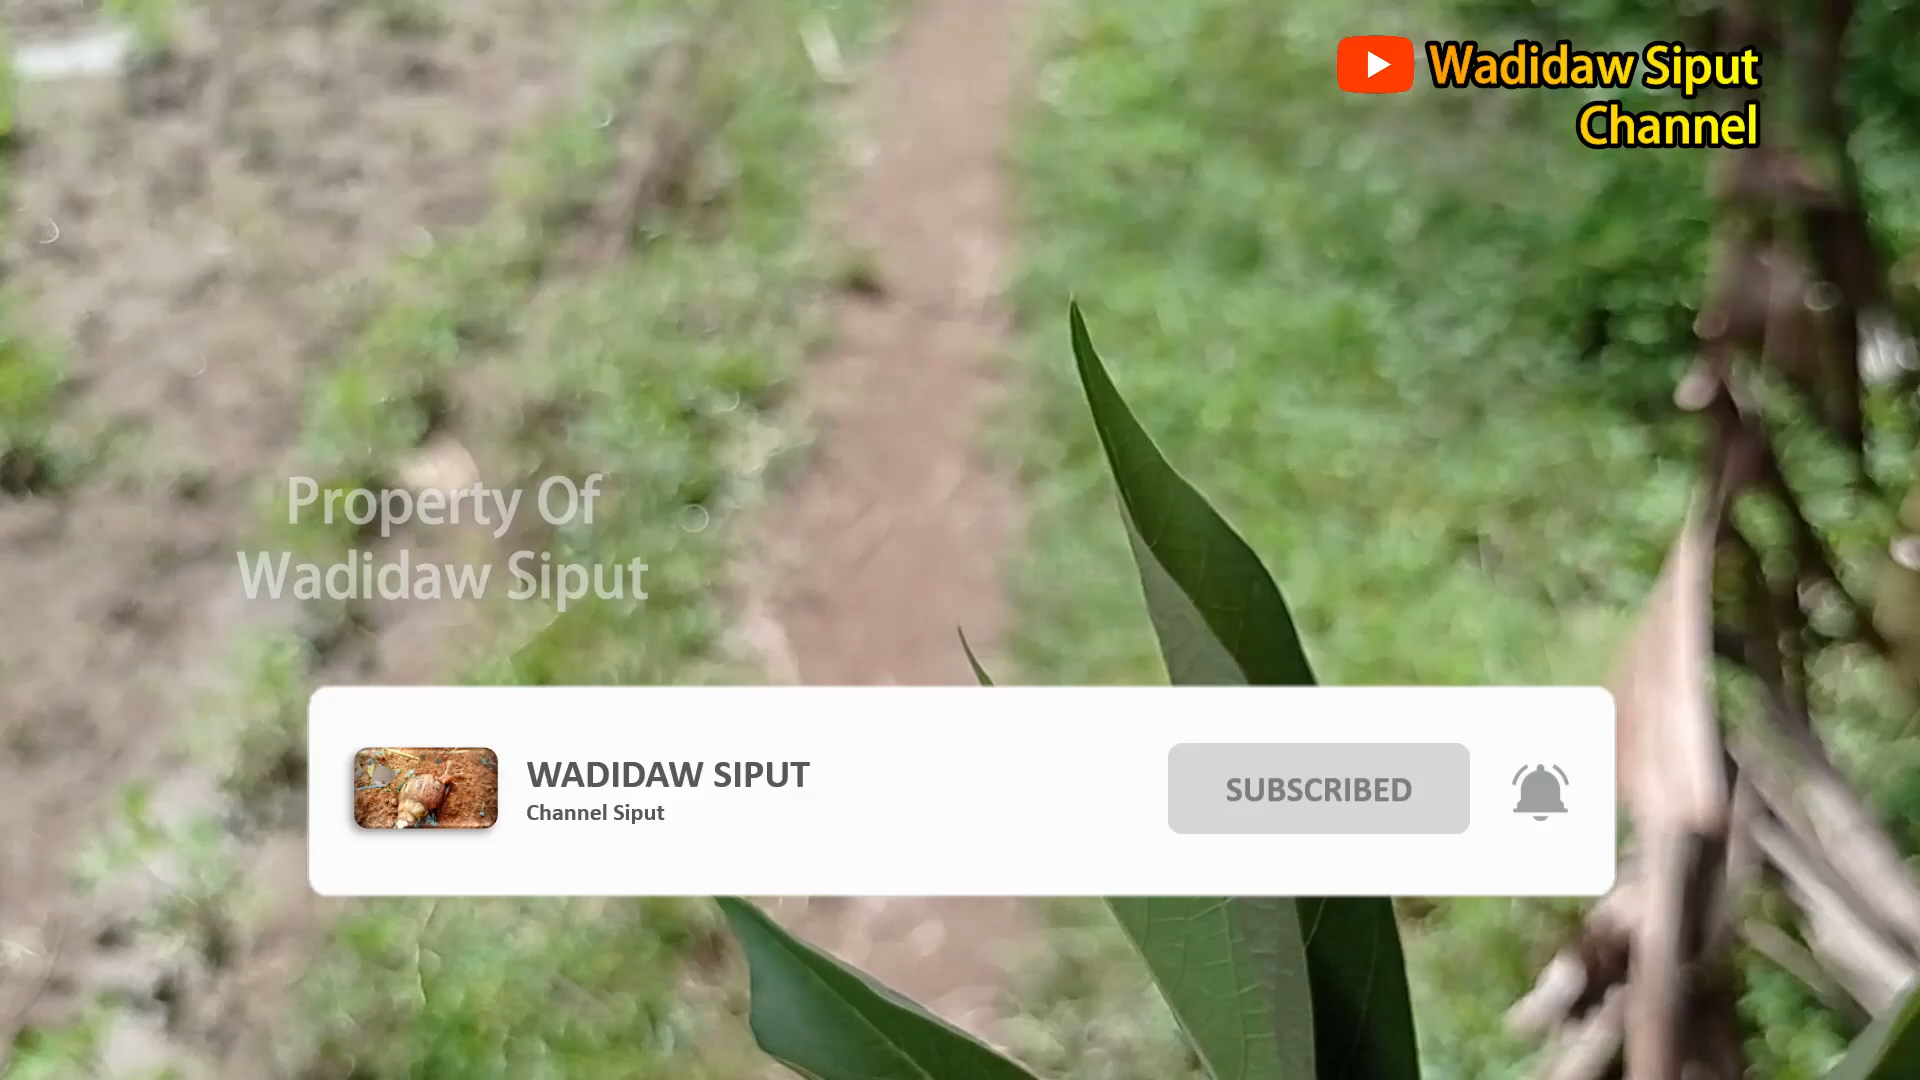 Wadidaw Siput
Channel
Property Of
Wadidaw Siput
WADIDAW SIPUT
Channel Siput
SUBSCRIBED